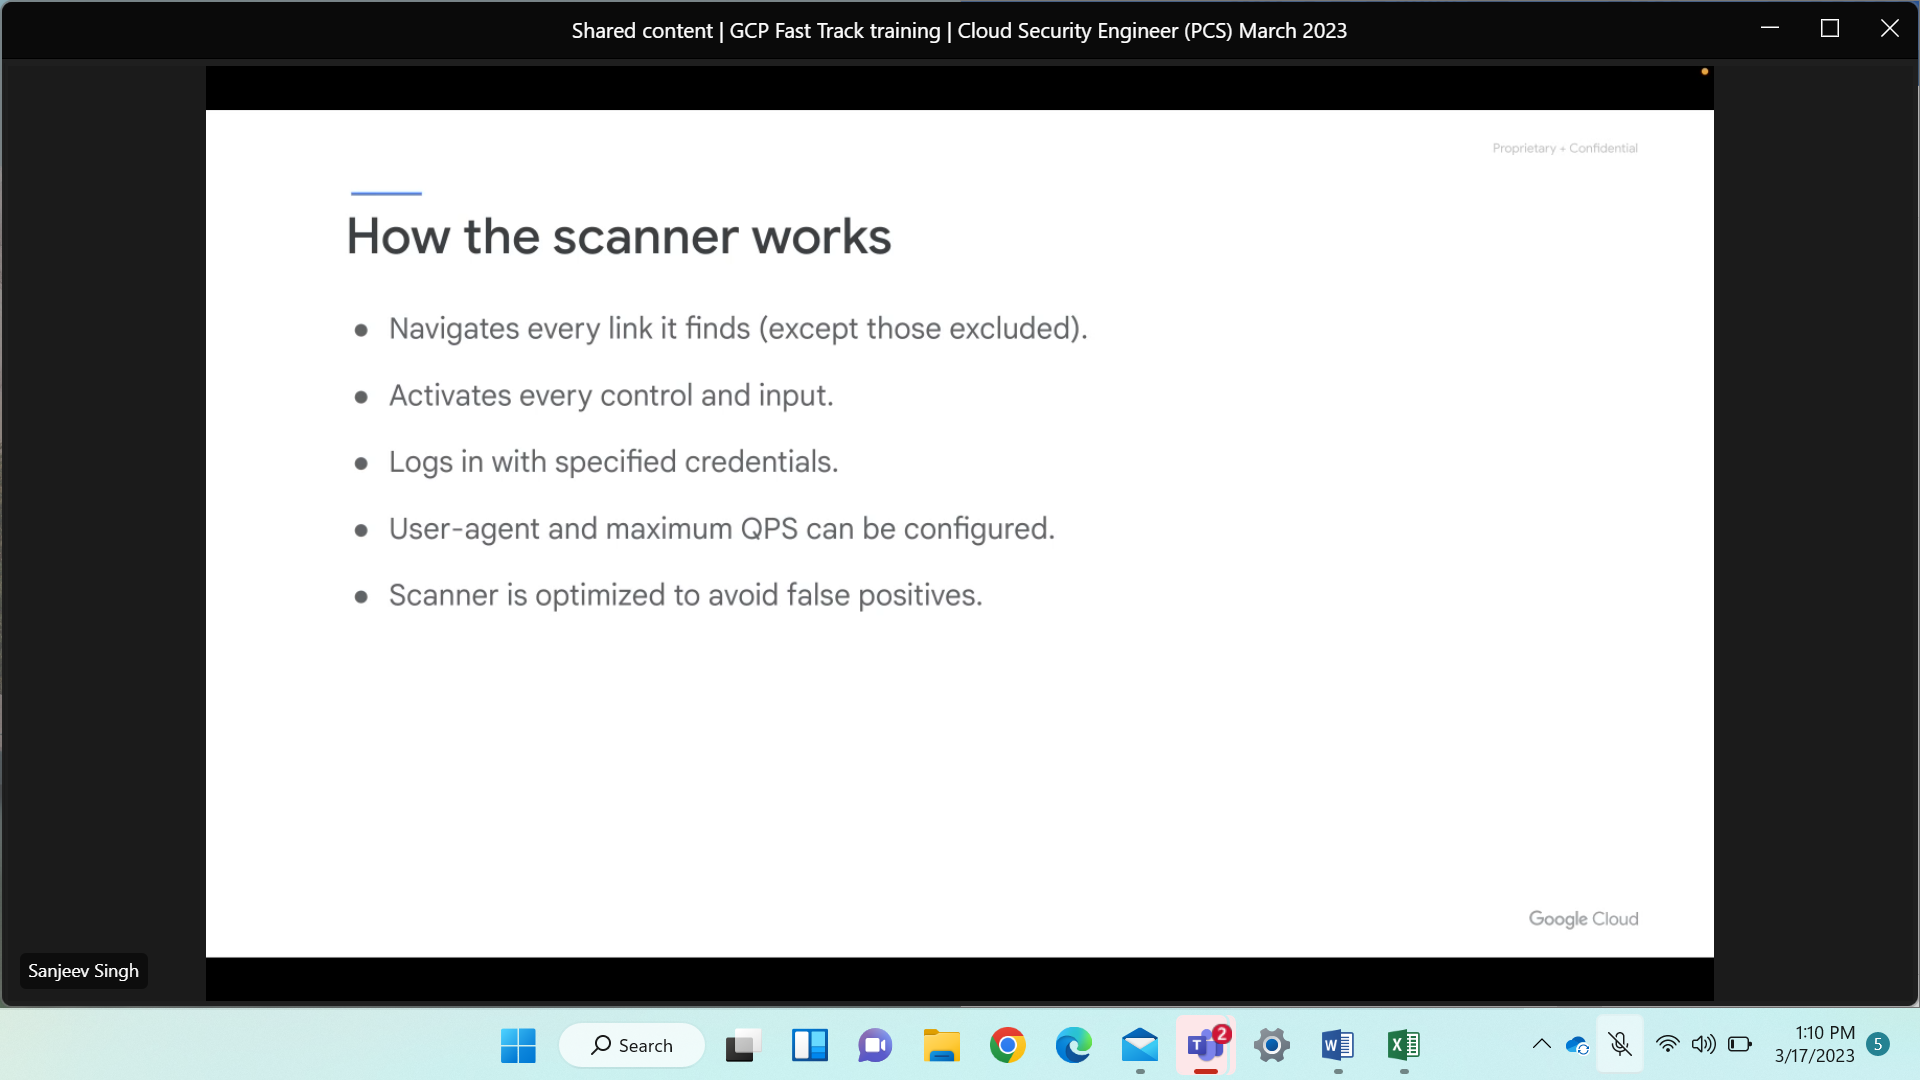 Shared content | GCP Fast Track training | Cloud Security Engineer (PCS) March 2023
Proprietary + Confidential
How the scanner works
● Navigates every link it finds (except those excluded).
● Activates every control and input.
● Logs in with specified credentials.
● User-agent and maximum QPS can be configured.
● Scanner is optimized to avoid false positives.
Google Cloud
Sanjeev Singh
Search
T
2
W
X
1:10 PM
3/17/2023
5